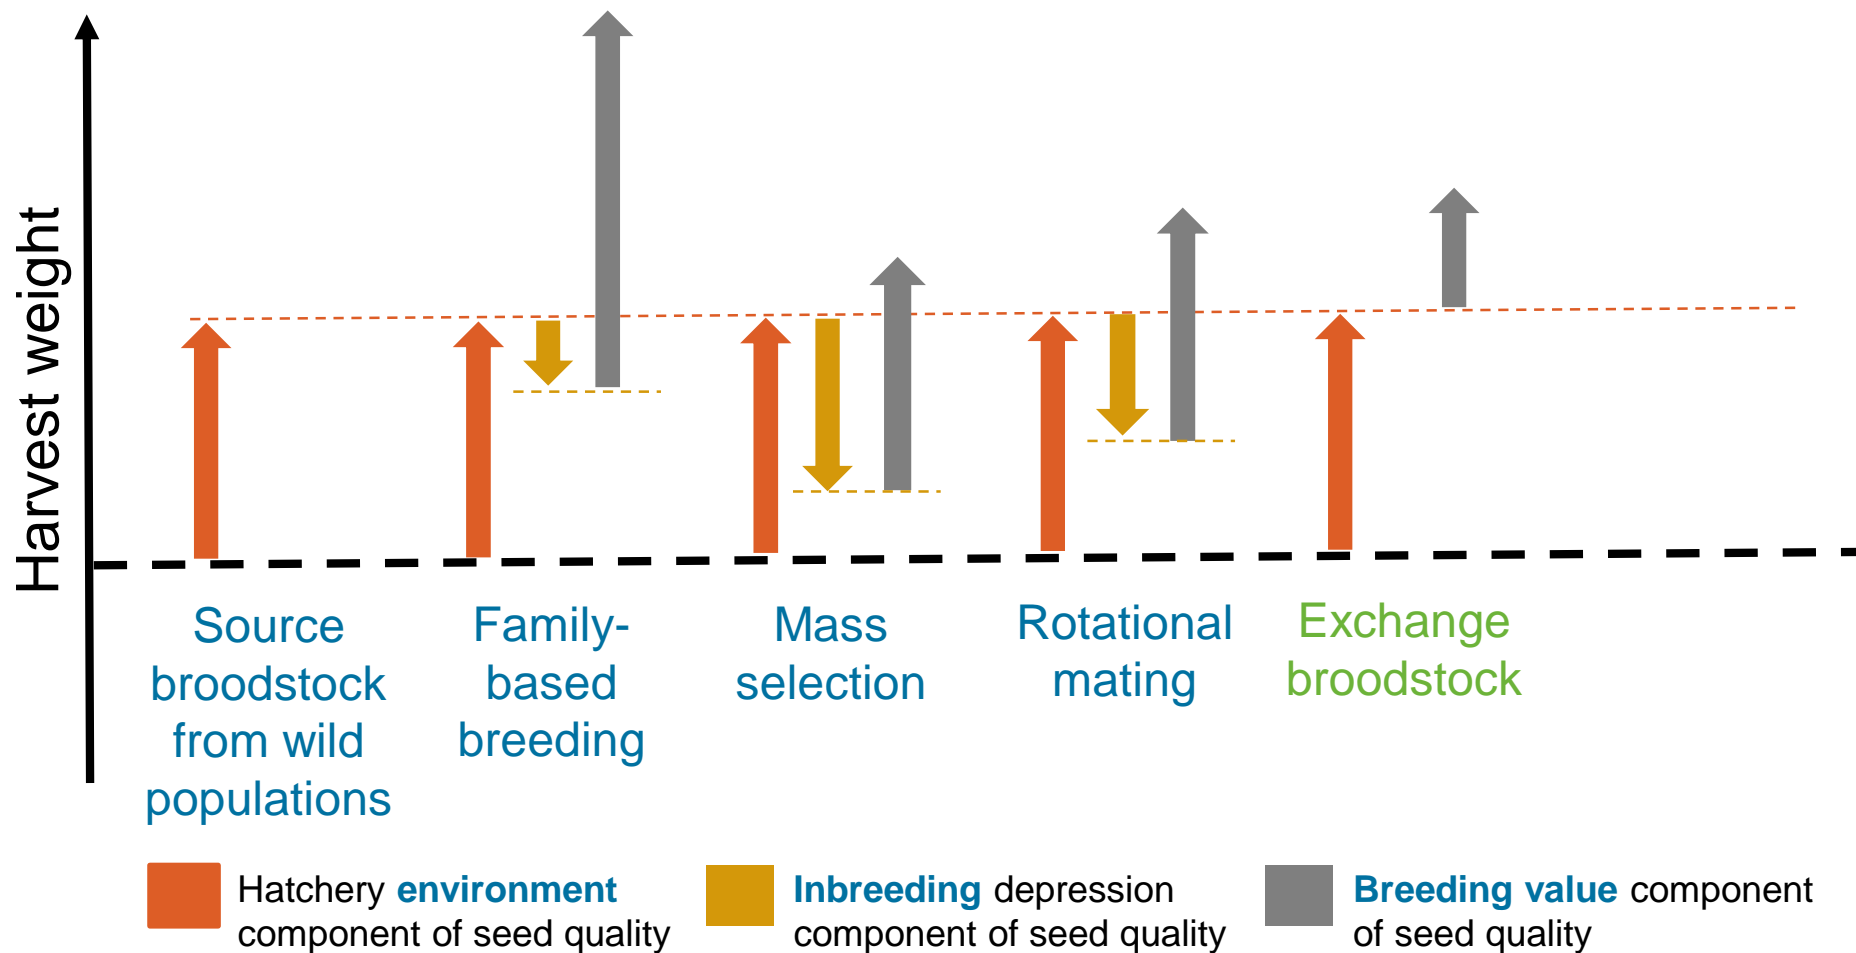 Harvest weight
Source
broodstock
from wild
populations
Family-
based
breeding
Mass
selection
Rotational
mating
Exchange
broodstock
Hatchery environment
component of seed quality
Inbreeding depression
component of seed quality
Breeding value component
of seed quality